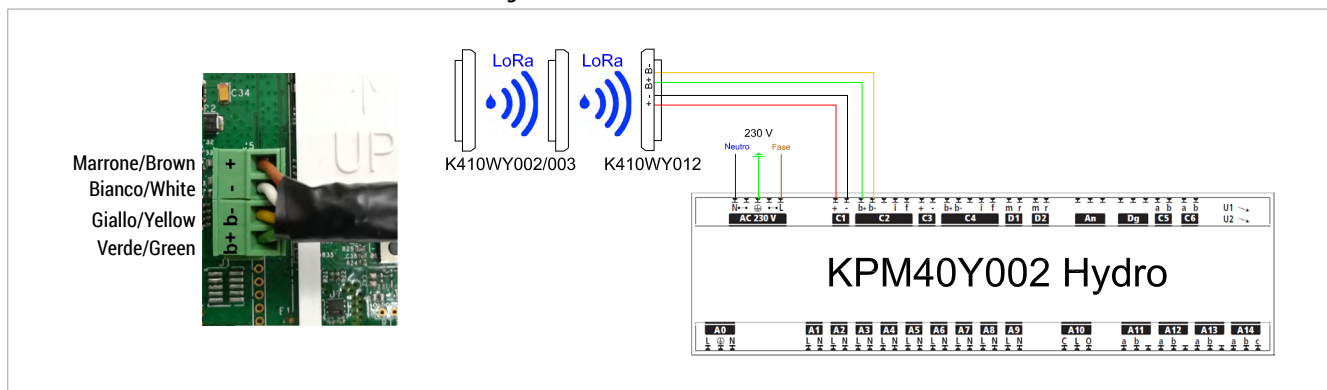 C34
UP
+
-
b-
b+
Marrone/Brown
Bianco/White
Giallo/Yellow
Verde/Green
LoRa
LoRa
+ - B+ B-
K410WY002/003
K410WY012
230 V
Neutro
Fase
N L + - b+ b- i f + - b+ b- i f m r m r a b a b
AC 230 V C1 C2 C3 C4 D1 D2 An Dg C5 C6
U1
U2
KPM40Y002 Hydro
A0 A1 A2 A3 A4 A5 A6 A7 A8 A9 A10 A11 A12 A13 A14
L N L N L N L N L N L N L N L N L N L N C L O a b a b a b a b c